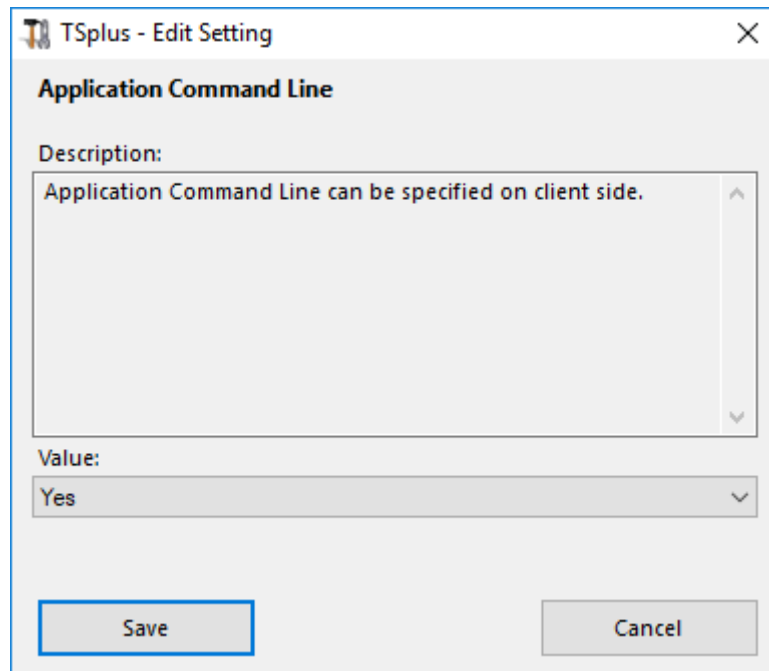 TSplus - Edit Setting
Application Command Line
Description:
Application Command Line can be specified on client side.
Value:
Yes
Save
Cancel